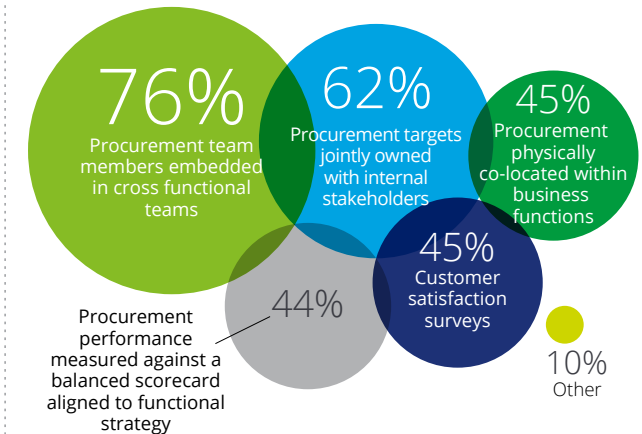 76%
Procurement team
members embedded
in cross functional
teams
62%
Procurement targets
jointly owned
with internal
stakeholders
45%
Procurement
physically
co-located within
business
functions
44%
Procurement
performance
measured against a
balanced scorecard
aligned to functional
strategy
45%
Customer
satisfaction
surveys
10%
Other